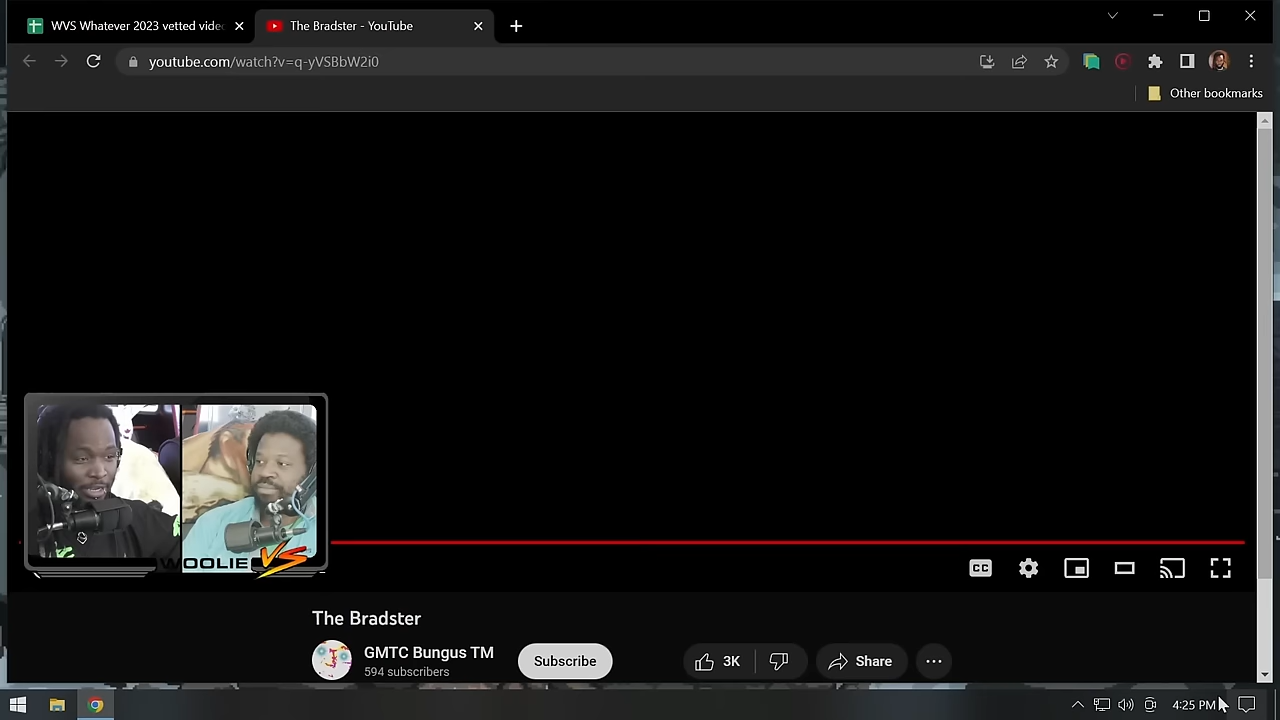 WVS Whatever 2023 vetted vide
The Bradster - YouTube
youtube.com/watch?v=q-yVSBbW2i0
Other bookmarks
WOOLIE VS
CC
The Bradster
GMTC Bungus TM
594 subscribers
Subscribe
3K
Share
4:25 PM